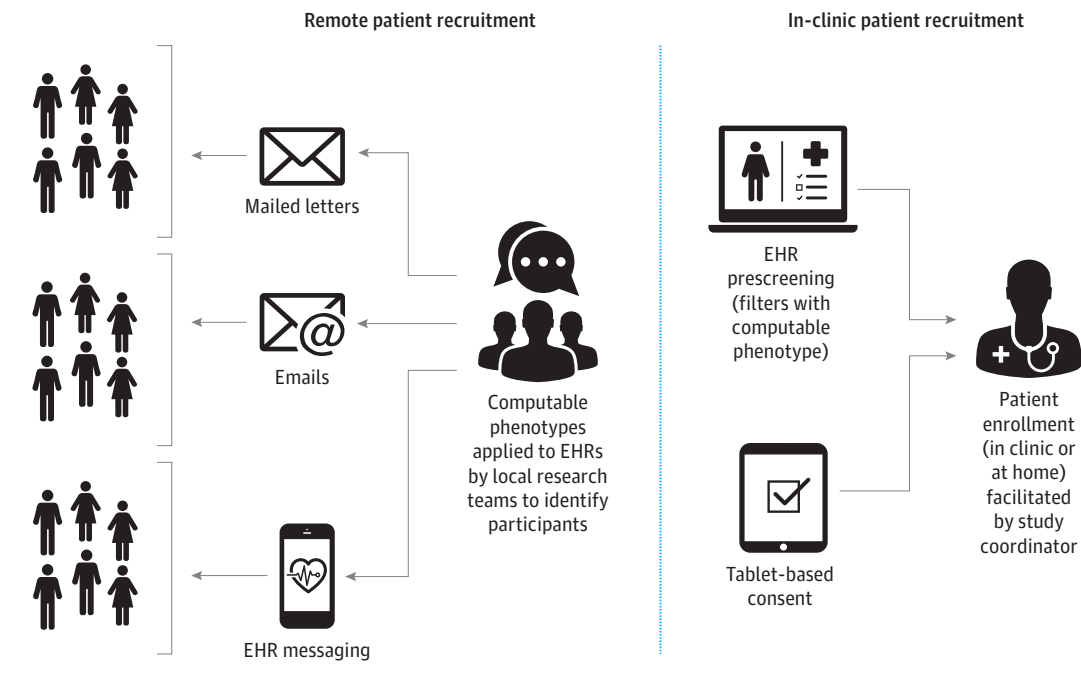 Remote patient recruitment
In-clinic patient recruitment
Mailed letters
@
Emails
EHR messaging
Computable
phenotypes
applied to EHRs
by local research
teams to identify
participants
EHR
prescreening
(filters with
computable
phenotype)
Tablet-based
consent
Patient
enrollment
(in clinic or
at home)
facilitated
by study
coordinator